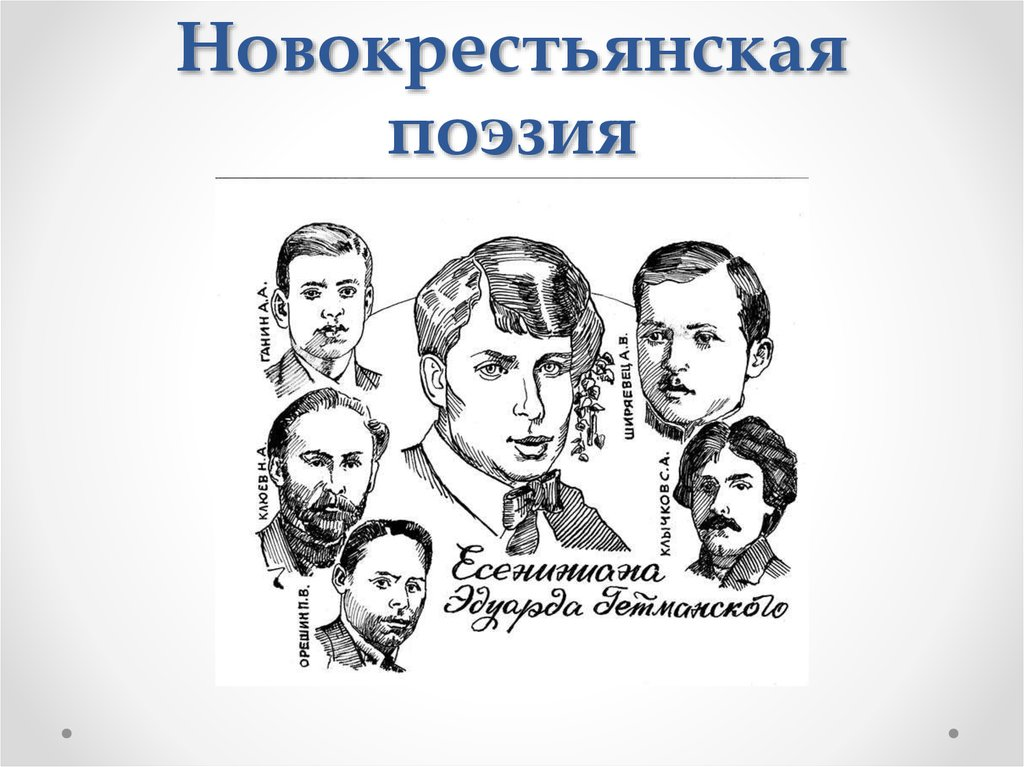 Новокрестьянская
поэзия
ГАНИН А.А.
ШИРЯЕВЕЦ А.В.
КЛЮЕВ Н.А.
КЛЫЧКОВ С.А.
ОРЕШИН П.В.
Есениниана
Эдуарда Гетманского